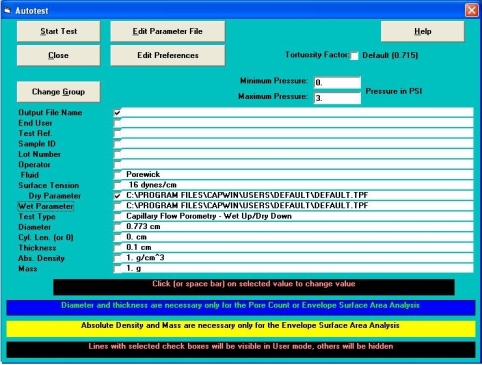 Autotest
Start Test Edit Parameter File Help
Close Edit Preferences Tortuosity Factor: Default (0.715)
Change Group Minimum Pressure: 0. Pressure in PSI
Maximum Pressure: 3.
Output File Name
End User
Test Ref.
Sample ID
Lot Number
Operator
Fluid Porewick
Surface Tension 16 dynes/cm
Dry Parameter C:\PROGRAM FILES\CAPWIN\USERS\DEFAULT\DEFAULT.TPF
Wet Parameter C:\PROGRAM FILES\CAPWIN\USERS\DEFAULT\DEFAULT.TPF
Test Type Capillary Flow Porometry - Wet Up/Dry Down
Diameter 0.773 cm
Cyl. Len. (or 0) 0. cm
Thickness 0.1 cm
Abs. Density 1. g/cm^3
Mass 1. g
Click (or space bar) on selected value to change value
Diameter and thickness are necessary only for the Pore Count or Envelope Surface Area Analysis
Absolute Density and Mass are necessary only for the Envelope Surface Area Analysis
Lines with selected check boxes will be visible in User mode, others will be hidden